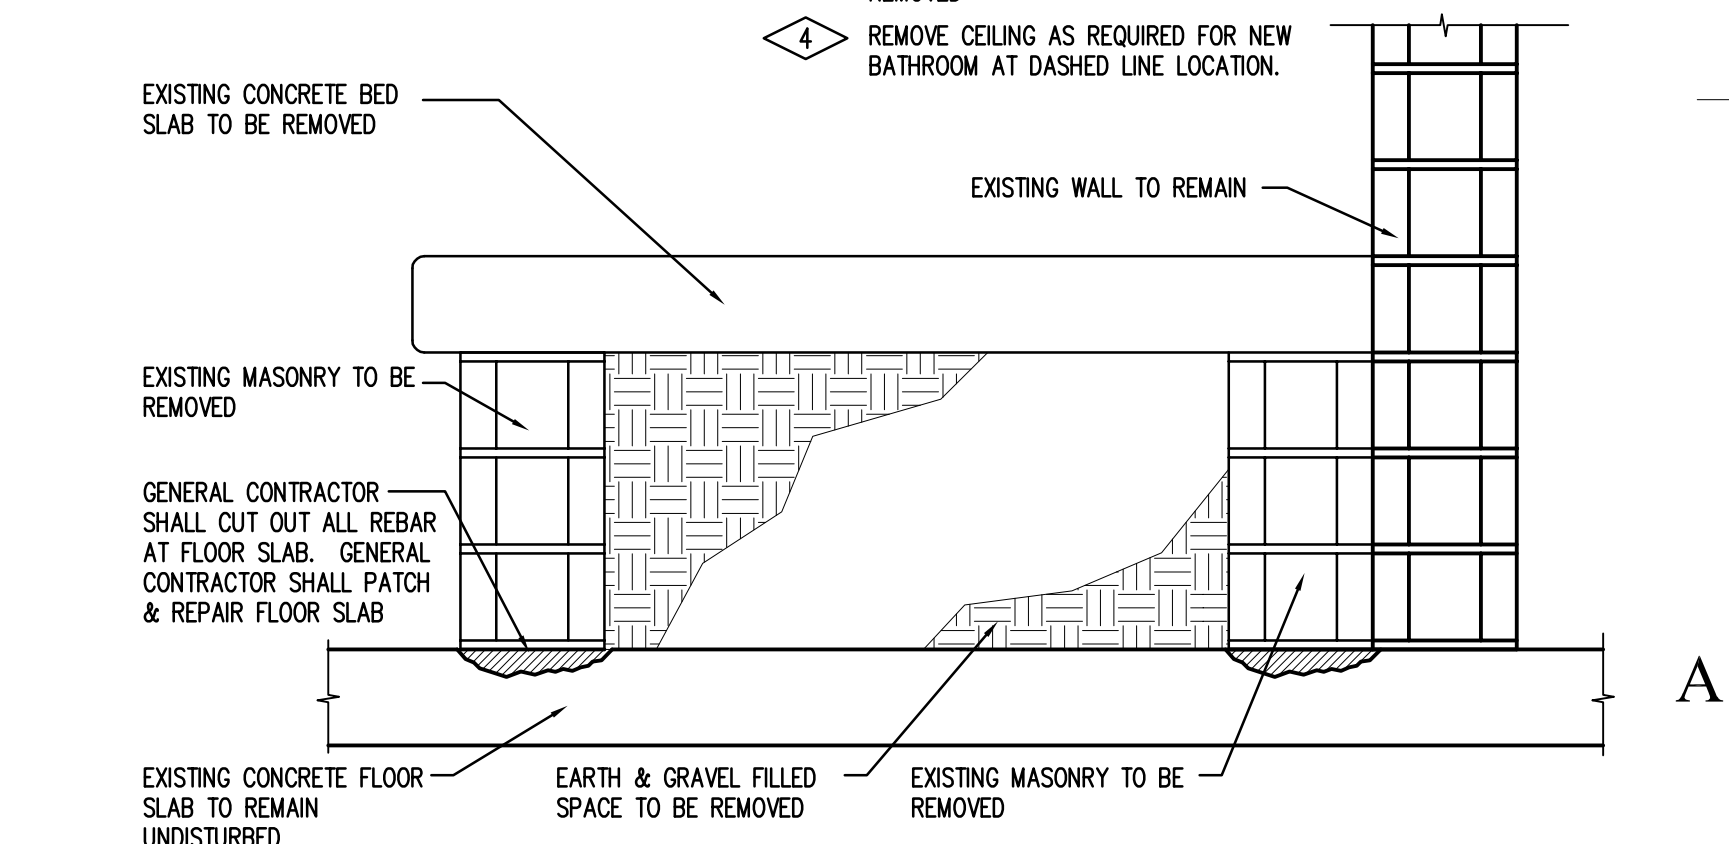 REMOVED
4
REMOVE CEILING AS REQUIRED FOR NEW
BATHROOM AT DASHED LINE LOCATION.
EXISTING CONCRETE BED
SLAB TO BE REMOVED
EXISTING WALL TO REMAIN
EXISTING MASONRY TO BE
REMOVED
GENERAL CONTRACTOR
SHALL CUT OUT ALL REBAR
AT FLOOR SLAB. GENERAL
CONTRACTOR SHALL PATCH
& REPAIR FLOOR SLAB
A
EXISTING CONCRETE FLOOR
SLAB TO REMAIN
UNDISTURBED
EARTH & GRAVEL FILLED
SPACE TO BE REMOVED
EXISTING MASONRY TO BE
REMOVED